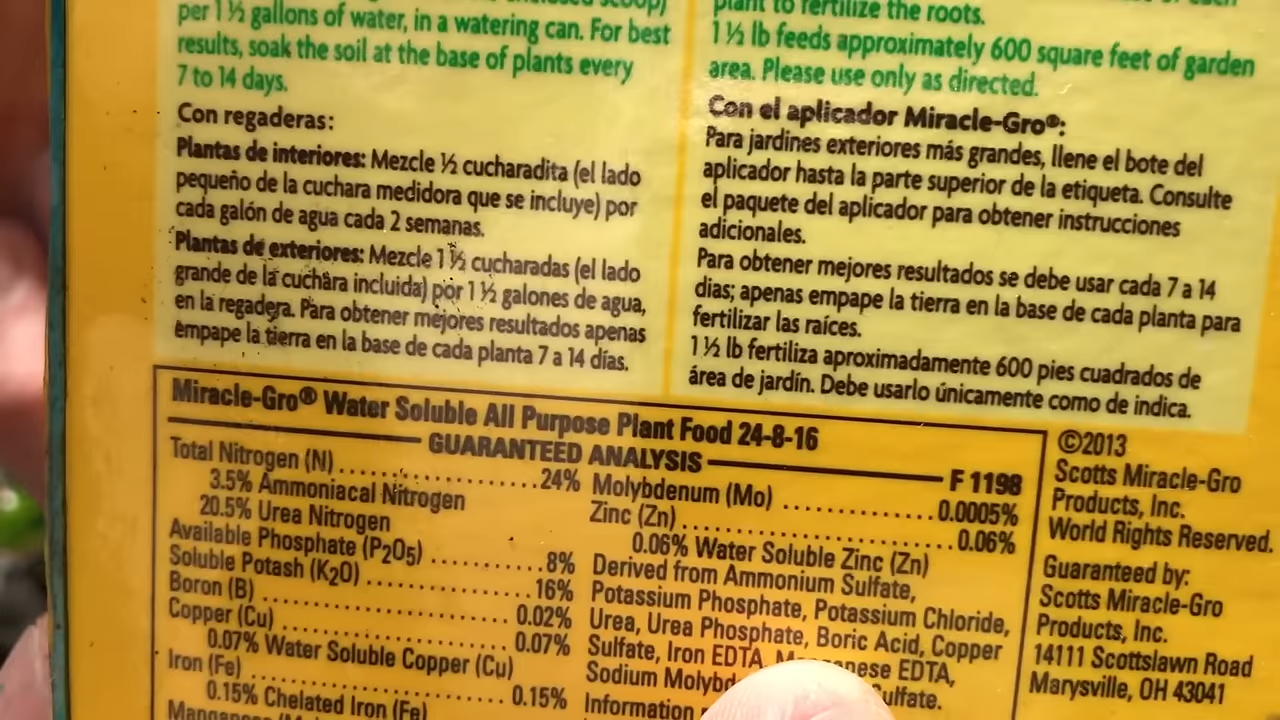 per 1 ½ gallons of water, in a watering can. For best
results, soak the soil at the base of plants every
7 to 14 days.
Con regaderas:
Plantas de interiores: Mezcle ½ cucharadita (el lado
pequeño de la cuchara medidora que se incluye) por
cada galón de agua cada 2 semanas.
Plantas de exteriores: Mezcle 1 ½ cucharadas (el lado
grande de la cuchara incluida) por 1 ½ galones de agua,
en la regadera. Para obtener mejores resultados apenas
empape la tierra en la base de cada planta 7 a 14 días.
plant to fertilize the roots.
1 ½ lb feeds approximately 600 square feet of garden
area. Please use only as directed.
Con el aplicador Miracle-Gro®:
Para jardines exteriores más grandes, llene el bote del
aplicador hasta la parte superior de la etiqueta. Consulte
el paquete del aplicador para obtener instrucciones
adicionales.
Para obtener mejores resultados se debe usar cada 7 a 14
dias; apenas empape la tierra en la base de cada planta para
fertilizar las raíces.
1 ½ lb fertiliza aproximadamente 600 pies cuadrados de
área de jardín. Debe usarlo únicamente como de indica.
Miracle-Gro® Water Soluble All Purpose Plant Food 24-8-16
GUARANTEED ANALYSIS
F 1198
Total Nitrogen (N) ..................24%
3.5% Ammoniacal Nitrogen
20.5% Urea Nitrogen
Available Phosphate (P2O5) ...........8%
Soluble Potash (K2O) ................16%
Boron (B) ........................ 0.02%
Copper (Cu) ...................... 0.07%
0.07% Water Soluble Copper (Cu)
Iron (Fe) ........................ 0.15%
0.15% Chelated Iron (Fe)
Molybdenum (Mo) ................0.0005%
Zinc (Zn) ..........................0.06%
0.06% Water Soluble Zinc (Zn)
Derived from Ammonium Sulfate,
Potassium Phosphate, Potassium Chloride,
Urea, Urea Phosphate, Boric Acid, Copper
Sulfate, Iron EDTA, EDTA,
Sodium
Information
©2013
Scotts Miracle-Gro
Products, Inc.
World Rights Reserved.
Guaranteed by:
Scotts Miracle-Gro
Products, Inc.
14111 Scottslawn Road
Marysville, OH 43041